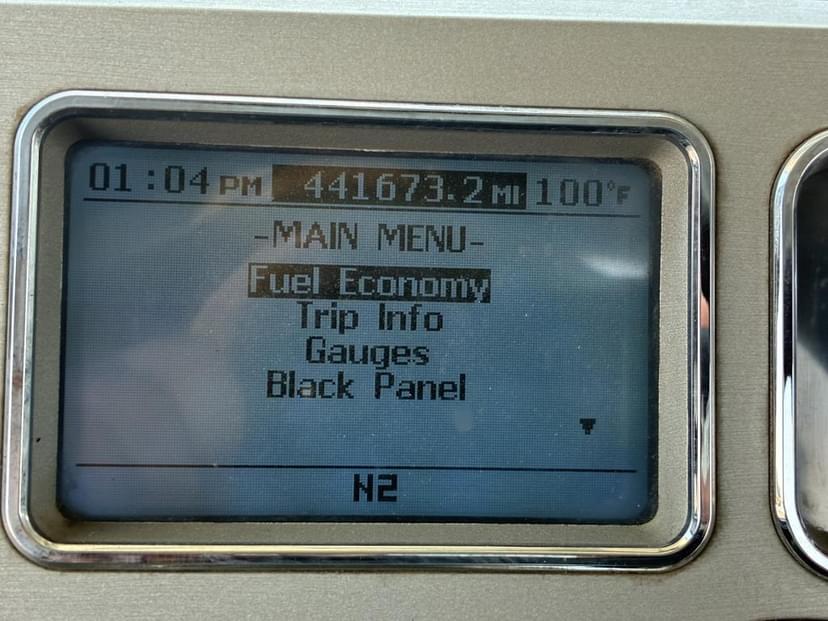 01:04 PM 441673.2 MI 100°F
-MAIN MENU-
Fuel Economy
Trip Info
Gauges
Black Panel
N2